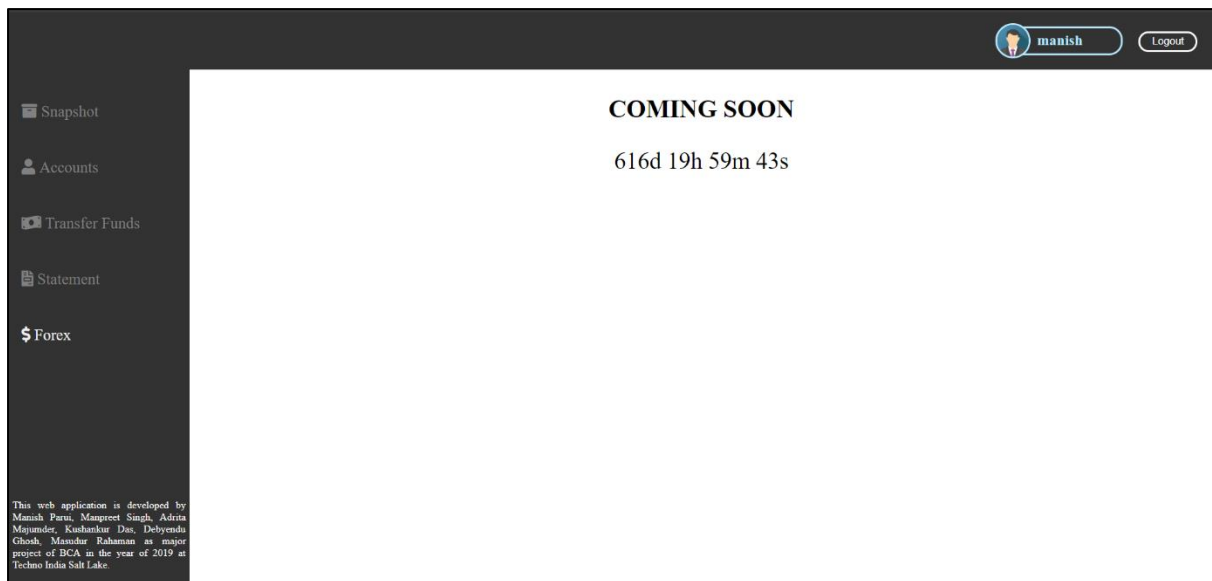 manish
Logout
Snapshot
Accounts
Transfer Funds
Statement
Forex
COMING SOON
616d 19h 59m 43s
This web application is developed by
Manish Parui, Manpreet Singh, Adrita
Majumder, Kushankur Das, Debyendu
Ghosh, Masudur Rahaman as major
project of BCA in the year of 2019 at
Techno India Salt Lake.